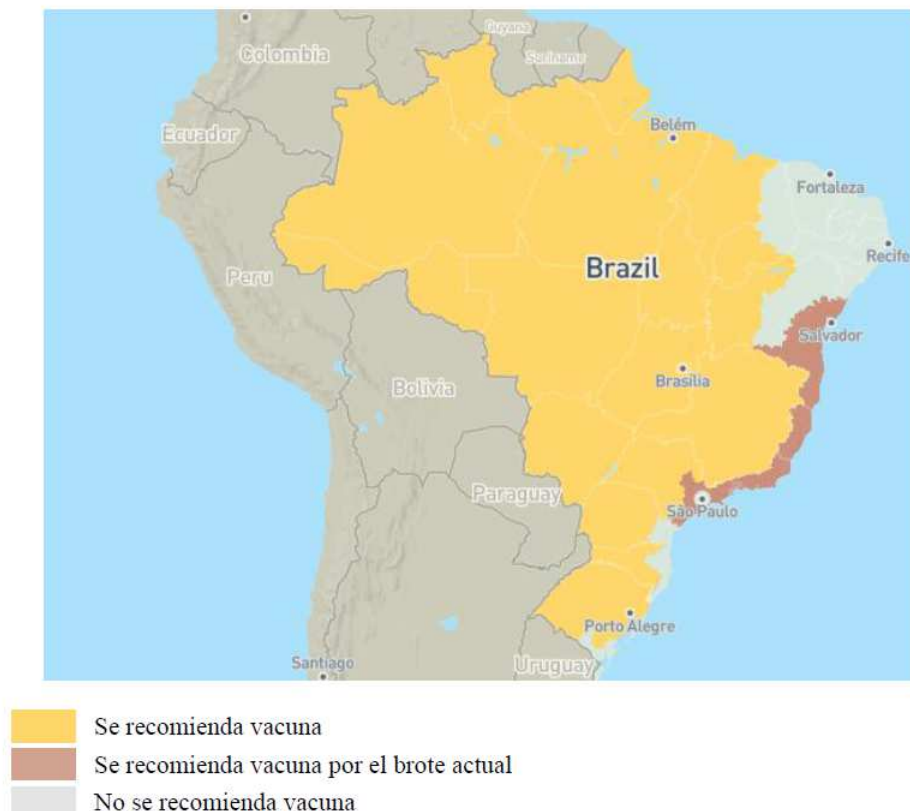 Guyana
Colombia
Suriname
Ecuador
Belém
Fortaleza
Brazil
Recife
Peru
Salvador
Bolivia
Brasília
Paraguay
São Paulo
Porto Alegre
Santiago
Uruguay
Se recomienda vacuna
Se recomienda vacuna por el brote actual
No se recomienda vacuna